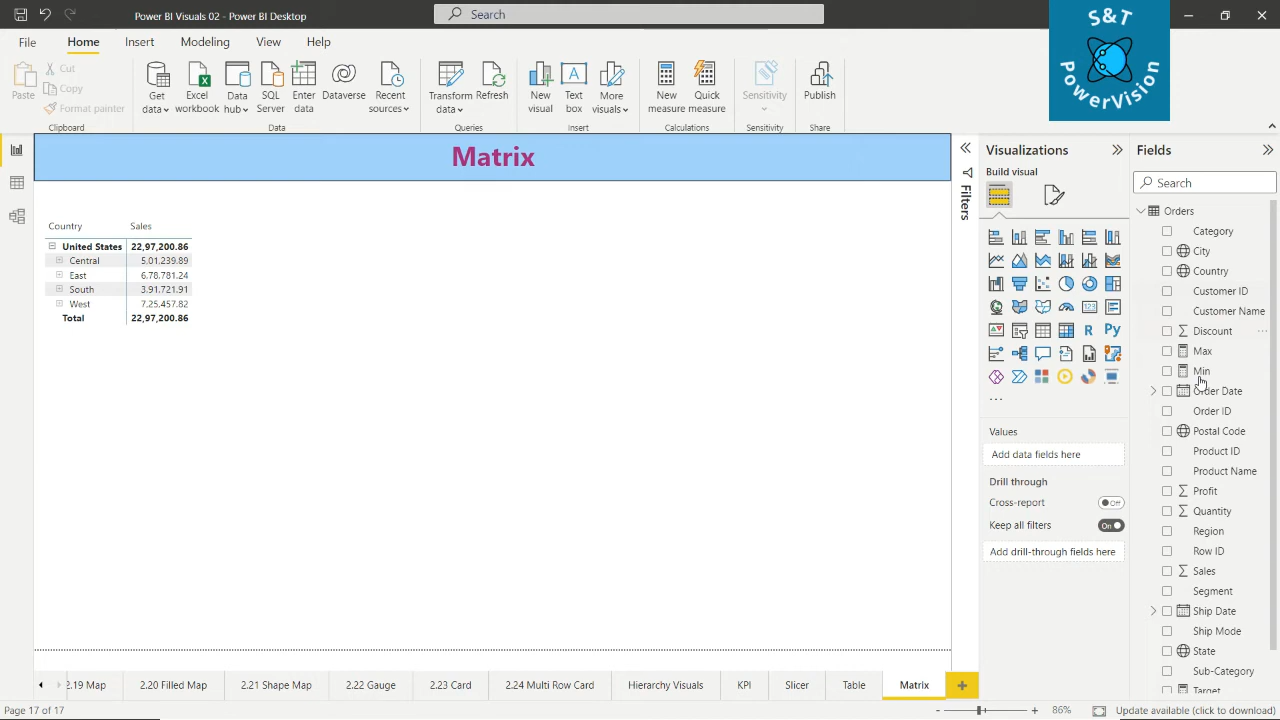 Power BI Visuals 02 - Power BI Desktop
Search
S&T
PowerVision
File
Home
Insert
Modeling
View
Help
Paste
Cut
Copy
Format painter
Clipboard
Get data
Excel workbook
Data hub
SQL Server
Enter data
Dataverse
Recent sources
Data
Transform data
Refresh
Queries
New visual
Text box
More visuals
Insert
New measure
Quick measure
Calculations
Sensitivity
Sensitivity
Publish
Share
Matrix
Country Sales
United States 22,97,200.86
Central 5,01,239.89
East 6,78,781.24
South 3,91,721.91
West 7,25,457.82
Total 22,97,200.86
Filters
Visualizations
Build visual
R
Py
123
Values
Add data fields here
Drill through
Cross-report
Off
Keep all filters
On
Add drill-through fields here
Fields
Search
Orders
Category
City
Country
Customer ID
Customer Name
Discount
Max
Min
Order Date
Order ID
Postal Code
Product ID
Product Name
Profit
Quantity
Region
Row ID
Sales
Segment
Ship Date
Ship Mode
State
Sub-Category
Target
2.19 Map
2.20 Filled Map
2.21 Shape Map
2.22 Gauge
2.23 Card
2.24 Multi Row Card
Hierarchy Visuals
KPI
Slicer
Table
Matrix
Page 17 of 17
86%
Update available (click to download)